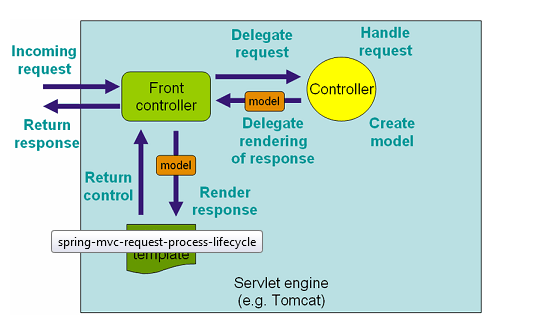 Incoming
request
Return
response
Front
controller
Delegate
request
Handle
request
Controller
model
Delegate
rendering
of response
Create
model
model
Return
control
Render
response
spring-mvc-request-process-lifecycle
template
Servlet engine
(e.g. Tomcat)